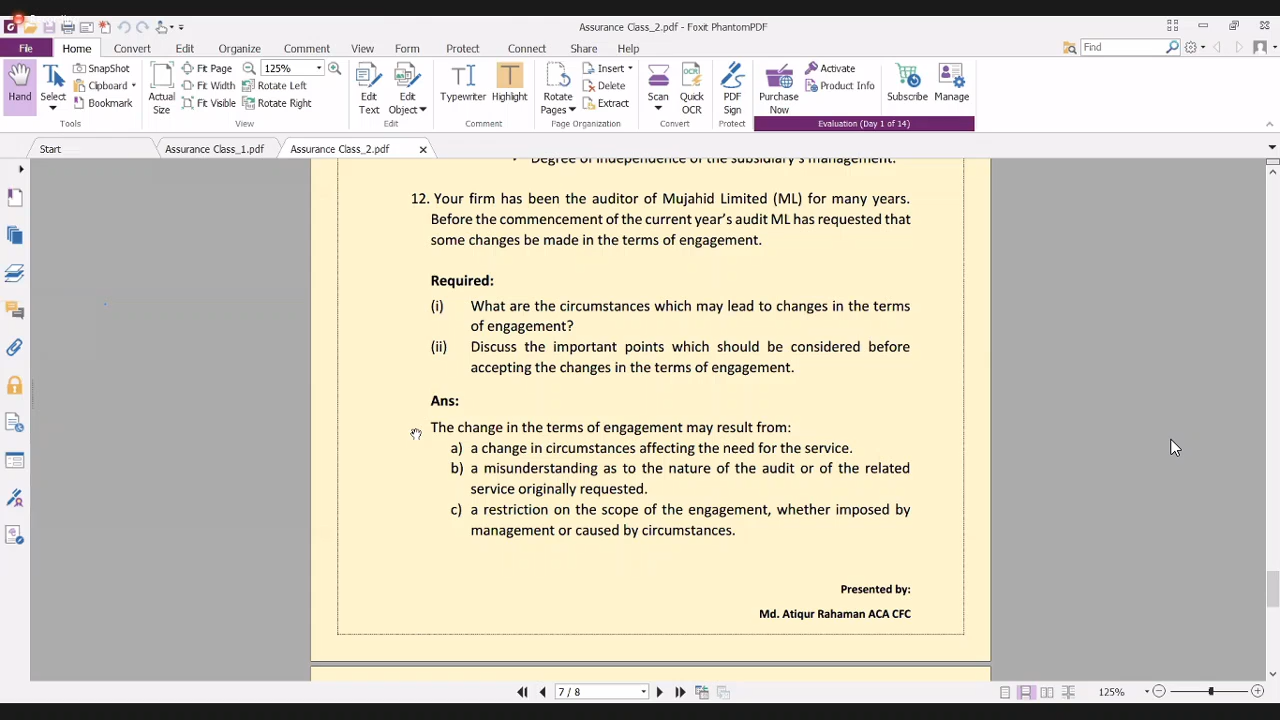 Assurance Class_2.pdf - Foxit PhantomPDF
File Home Convert Edit Organize Comment View Form Protect Connect Share Help Find
Hand Select SnapShot Clipboard Bookmark Actual Size Fit Page Fit Width Fit Visible 125% Rotate Left Rotate Right Edit Text Edit Object Typewriter Highlight Rotate Pages Insert Delete Extract Scan Quick OCR PDF Sign Purchase Now Activate Product Info Subscribe Manage
Tools View Edit Comment Page Organization Convert Protect Evaluation (Day 1 of 14)
Start Assurance Class_1.pdf Assurance Class_2.pdf
Degree of independence of the subsidiary's management.
12. Your firm has been the auditor of Mujahid Limited (ML) for many years.
Before the commencement of the current year's audit ML has requested that
some changes be made in the terms of engagement.
Required:
(i) What are the circumstances which may lead to changes in the terms
of engagement?
(ii) Discuss the important points which should be considered before
accepting the changes in the terms of engagement.
Ans:
The change in the terms of engagement may result from:
a) a change in circumstances affecting the need for the service.
b) a misunderstanding as to the nature of the audit or of the related
service originally requested.
c) a restriction on the scope of the engagement, whether imposed by
management or caused by circumstances.
Presented by:
Md. Atiqur Rahaman ACA CFC
7 / 8 125%